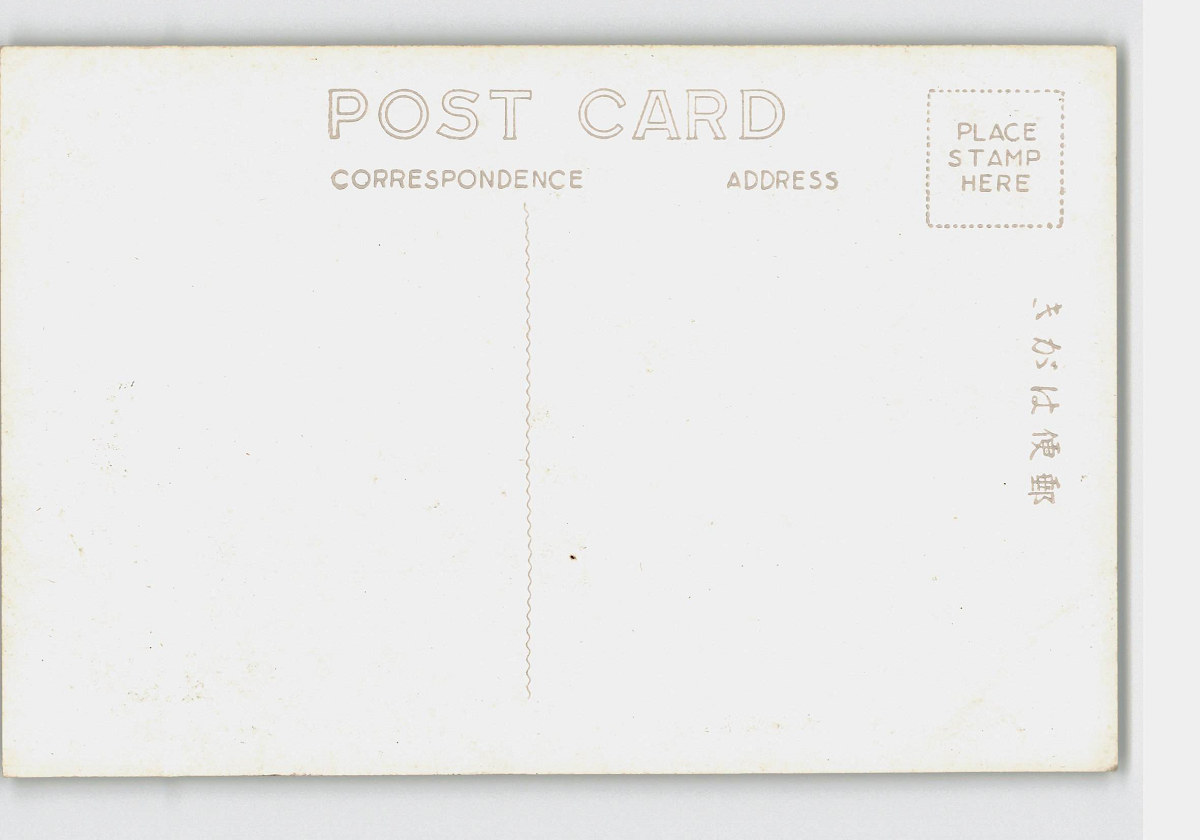 POST CARD
CORRESPONDENCE
ADDRESS
PLACE
STAMP
HERE
郵便はがき